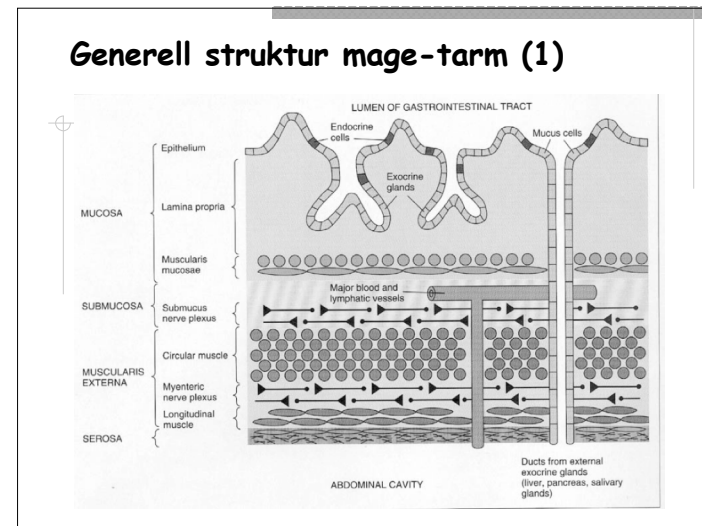 Generell struktur mage-tarm (1)
LUMEN OF GASTROINTESTINAL TRACT
Endocrine
cells
Mucus cells
Epithelium
Exocrine
glands
MUCOSA
Lamina propria
Muscularis
mucosae
Major blood and
lymphatic vessels
SUBMUCOSA
Submucus
nerve plexus
Circular muscle
MUSCULARIS
EXTERNA
Myenteric
nerve plexus
Longitudinal
muscle
SEROSA
Ducts from external
exocrine glands
(liver, pancreas, salivary
glands)
ABDOMINAL CAVITY